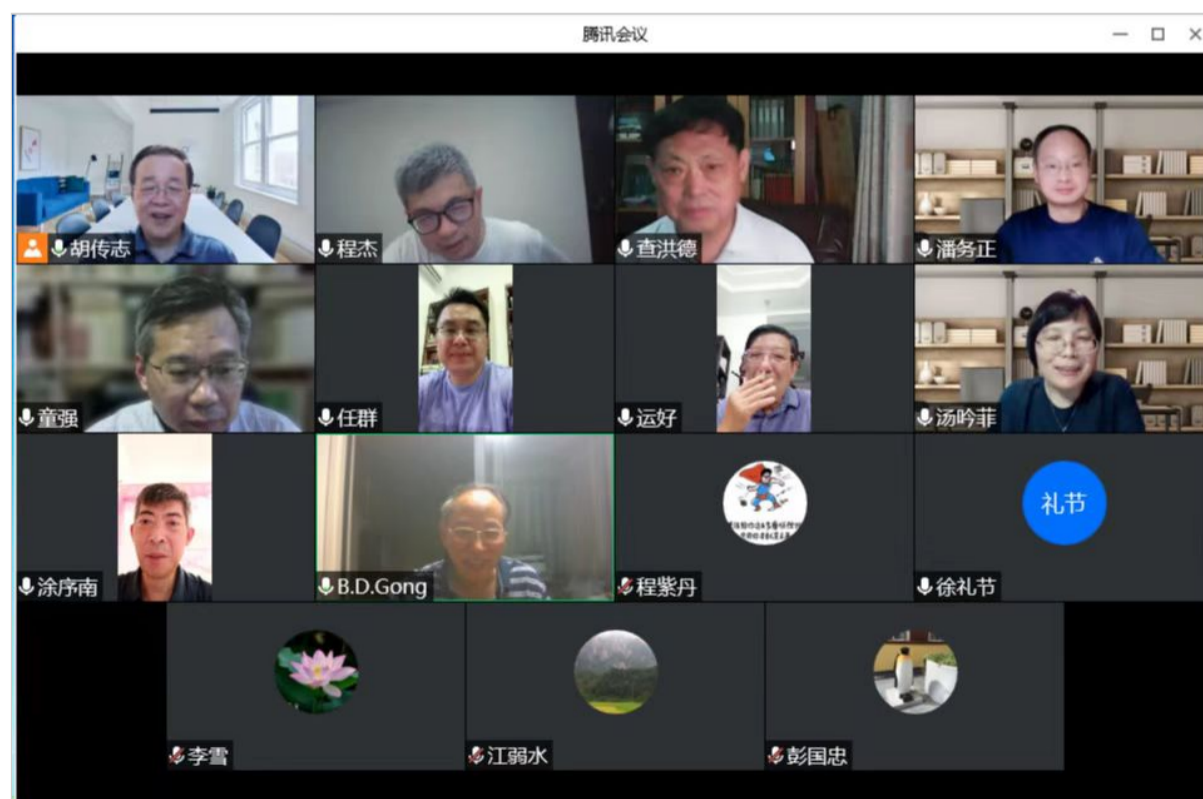 腾讯会议
胡传志
程杰
查洪德
潘务正
童强
任群
运好
汤吟菲
涂序南
B.D.Gong
程紫丹
礼节
徐礼节
李雪
江弱水
彭国忠